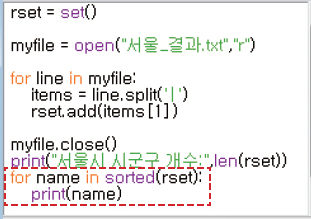 rset = set()
myfile = open("서울_결과.txt","r")
for line in myfile:
items = line.split('|')
rset.add(items[1])
myfile.close()
print("서울시 시군구 개수:",len(rset))
for name in sorted(rset):
print(name)